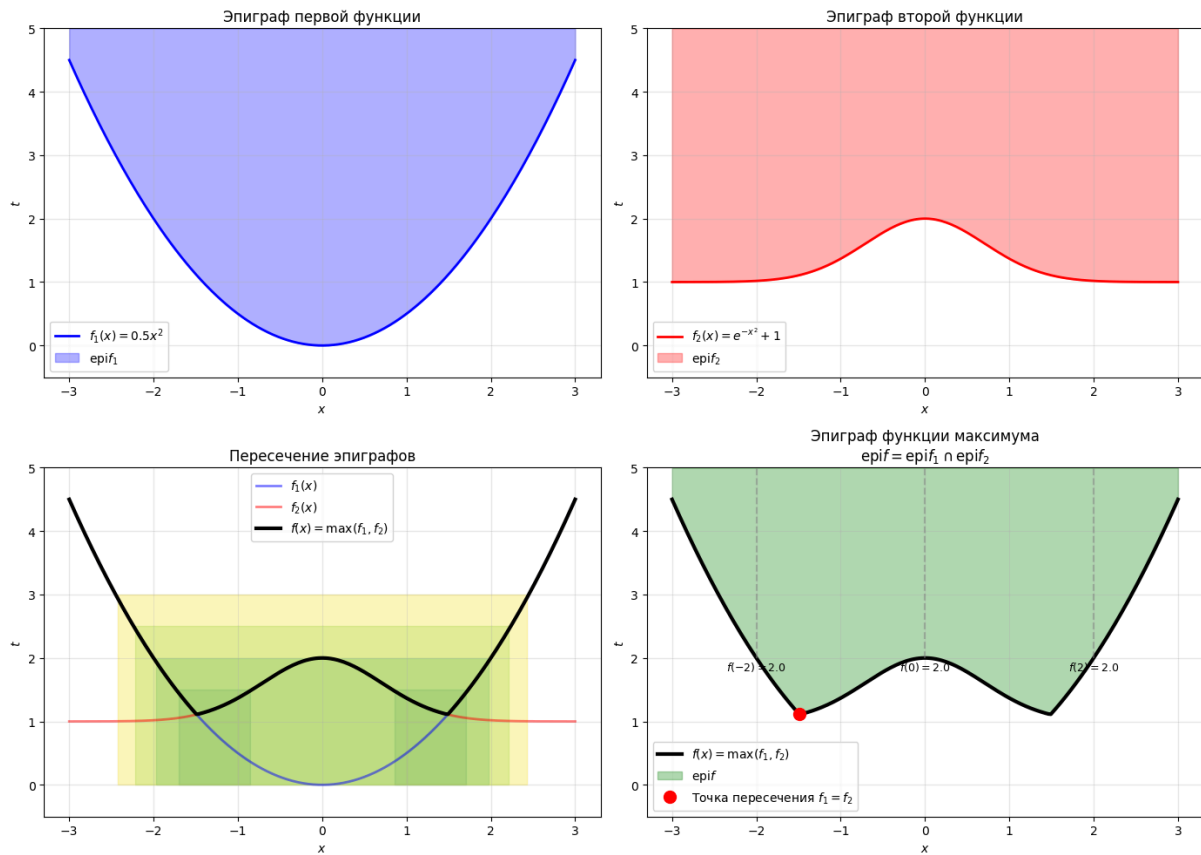 Эпиграф первой функции
5
4
3
2
1
0
t
−3 −2 −1 0 1 2 3
x
f₁(x) = 0.5x²
epif₁
Эпиграф второй функции
5
4
3
2
1
0
t
−3 −2 −1 0 1 2 3
x
f₂(x) = e^{−x²} + 1
epif₂
Пересечение эпиграфов
5
4
3
2
1
0
t
−3 −2 −1 0 1 2 3
x
f₁(x)
f₂(x)
f(x) = max(f₁, f₂)
Эпиграф функции максимума
epif = epif₁ ∩ epif₂
5
4
3
2
1
0
t
−3 −2 −1 0 1 2 3
x
f(−2) = 2.0
f(0) = 2.0
f(2) = 2.0
f(x) = max(f₁, f₂)
epif
Точка пересечения f₁ = f₂